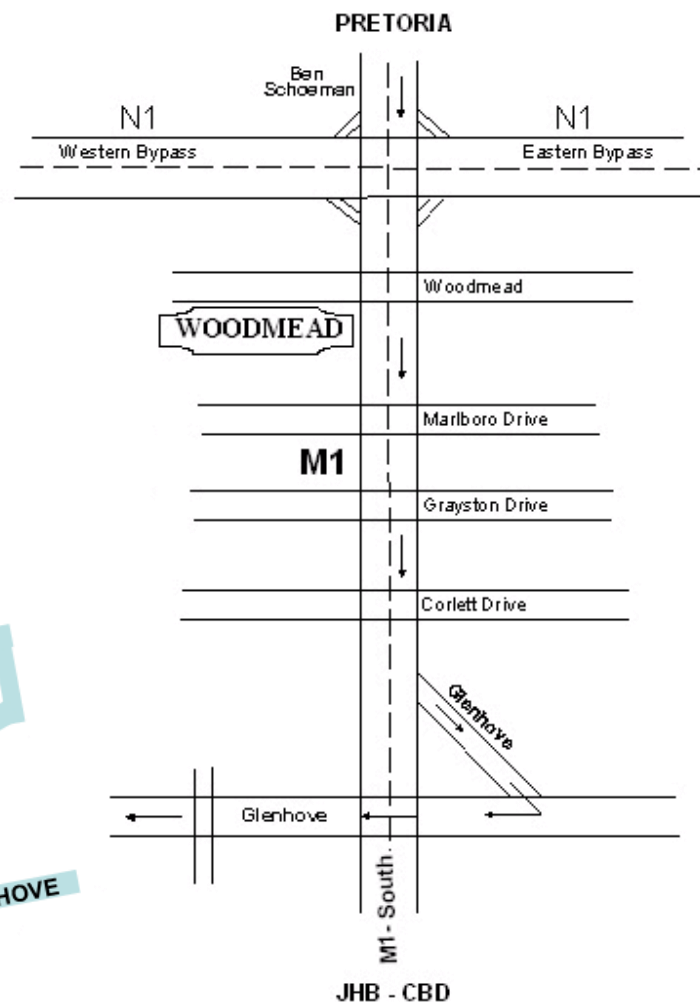 PRETORIA
Ben
Schoeman
N1
N1
Western Bypass
Eastern Bypass
Woodmead
WOODMEAD
Marlboro Drive
M1
Grayston Drive
Corlett Drive
Glenhove
Glenhove
HOVE
M1- South.
JHB - CBD